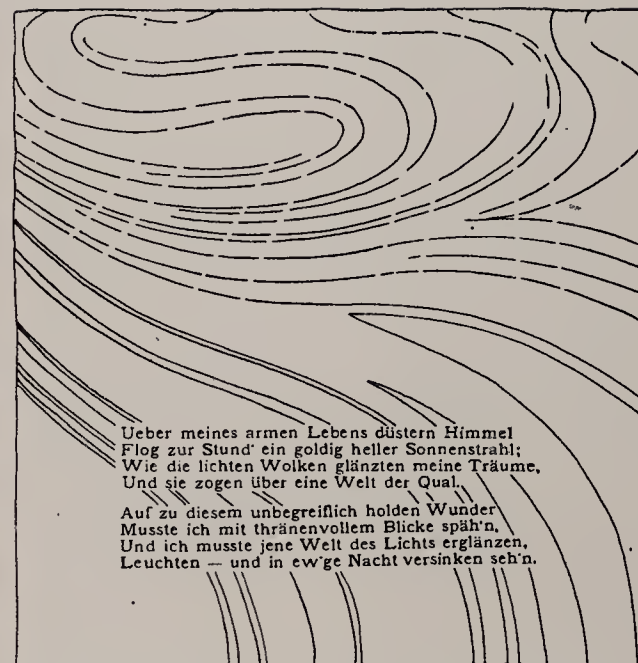 Ueber meines armen Lebens düstern Himmel
Flog zur Stund' ein goldig heller Sonnenstrahl;
Wie die lichten Wolken glänzten meine Träume,
Und sie zogen über eine Welt der Qual.
Auf zu diesem unbegreiflich holden Wunder
Musste ich mit thränenvollem Blicke späh'n,
Und ich musste jene Welt des Lichts erglänzen,
Leuchten — und in ew'ge Nacht versinken seh'n.